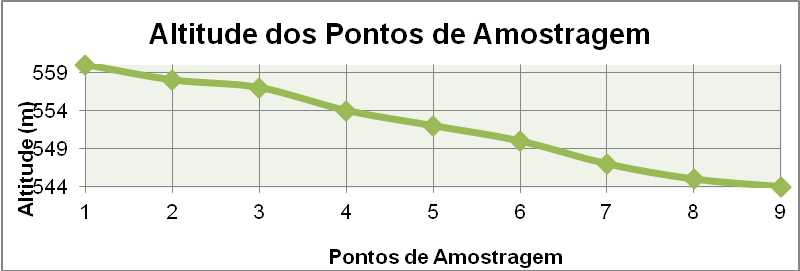 Altitude dos Pontos de Amostragem
Altitude (m)
559
554
549
544
1 2 3 4 5 6 7 8 9
Pontos de Amostragem